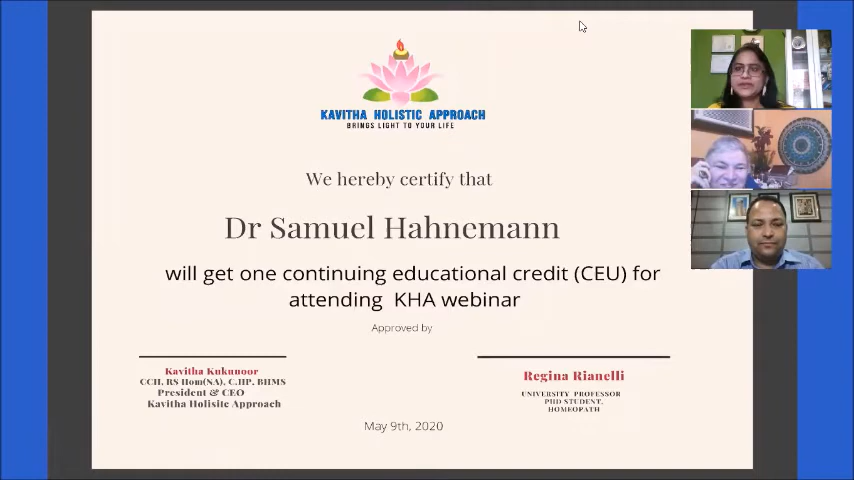 KAVITHA HOLISTIC APPROACH
BRINGS LIGHT TO YOUR LIFE
We hereby certify that
Dr Samuel Hahnemann
will get one continuing educational credit (CEU) for
attending KHA webinar
Approved by
Kavitha Kukunoor
CCH, RS Hom(NA), C.HP, BHMS
President & CEO
Kavitha Holisite Approach
Regina Rianelli
UNIVERSITY PROFESSOR
PHD STUDENT,
HOMEOPATH
May 9th, 2020